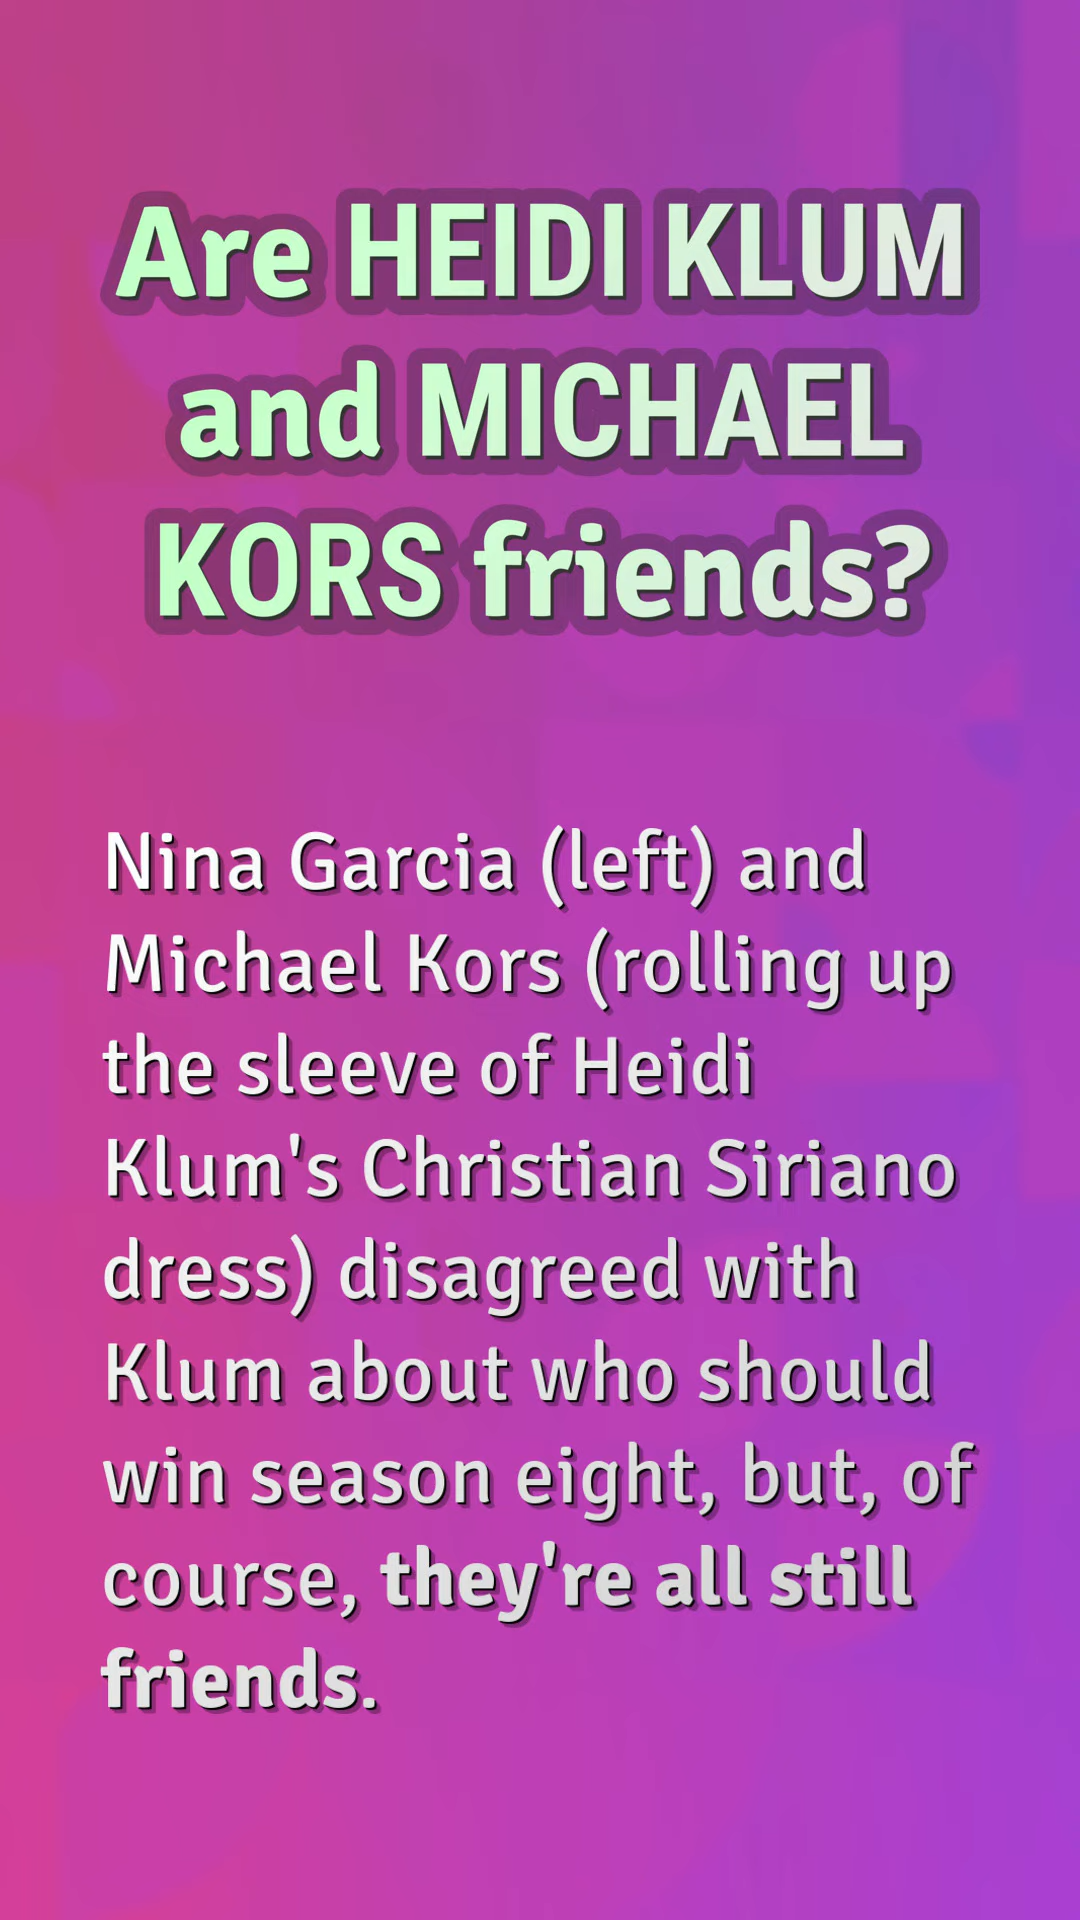 Are HEIDI KLUM
and MICHAEL
KORS friends?
Nina Garcia (left) and
Michael Kors (rolling up
the sleeve of Heidi
Klum's Christian Siriano
dress) disagreed with
Klum about who should
win season eight, but, of
course, they're all still
friends.